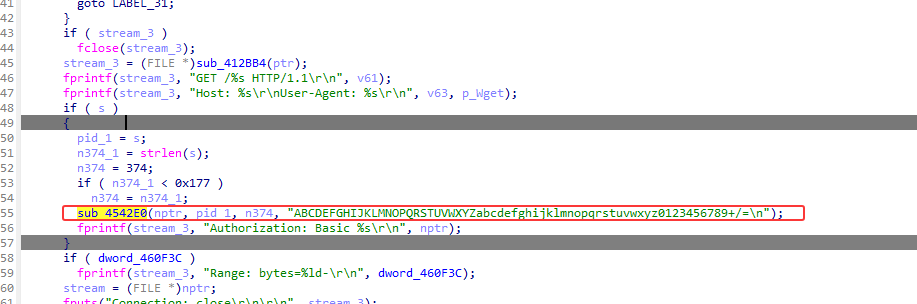 41 goto LABEL_31;
42 }
43 if ( stream_3 )
44 fclose(stream_3);
45 stream_3 = (FILE *)sub_412BB4(ptr);
46 fprintf(stream_3, "GET /%s HTTP/1.1\r\n", v61);
47 fprintf(stream_3, "Host: %s\r\nUser-Agent: %s\r\n", v63, p_Wget);
48 if ( s )
49 {
50 pid_1 = s;
51 n374_1 = strlen(s);
52 n374 = 374;
53 if ( n374_1 < 0x177 )
54 n374 = n374_1;
55 sub_4542E0(nptr, pid_1, n374, "ABCDEFGHIJKLMNOPQRSTUVWXYZabcdefghijklmnopqrstuvwxyz0123456789+/=\n");
56 fprintf(stream_3, "Authorization: Basic %s\r\n", nptr);
57 }
58 if ( dword_460F3C )
59 fprintf(stream_3, "Range: bytes=%ld-\r\n", dword_460F3C);
60 stream = (FILE *)nptr;
61 fputs("Connection: close\r\n\r\n", stream_3);